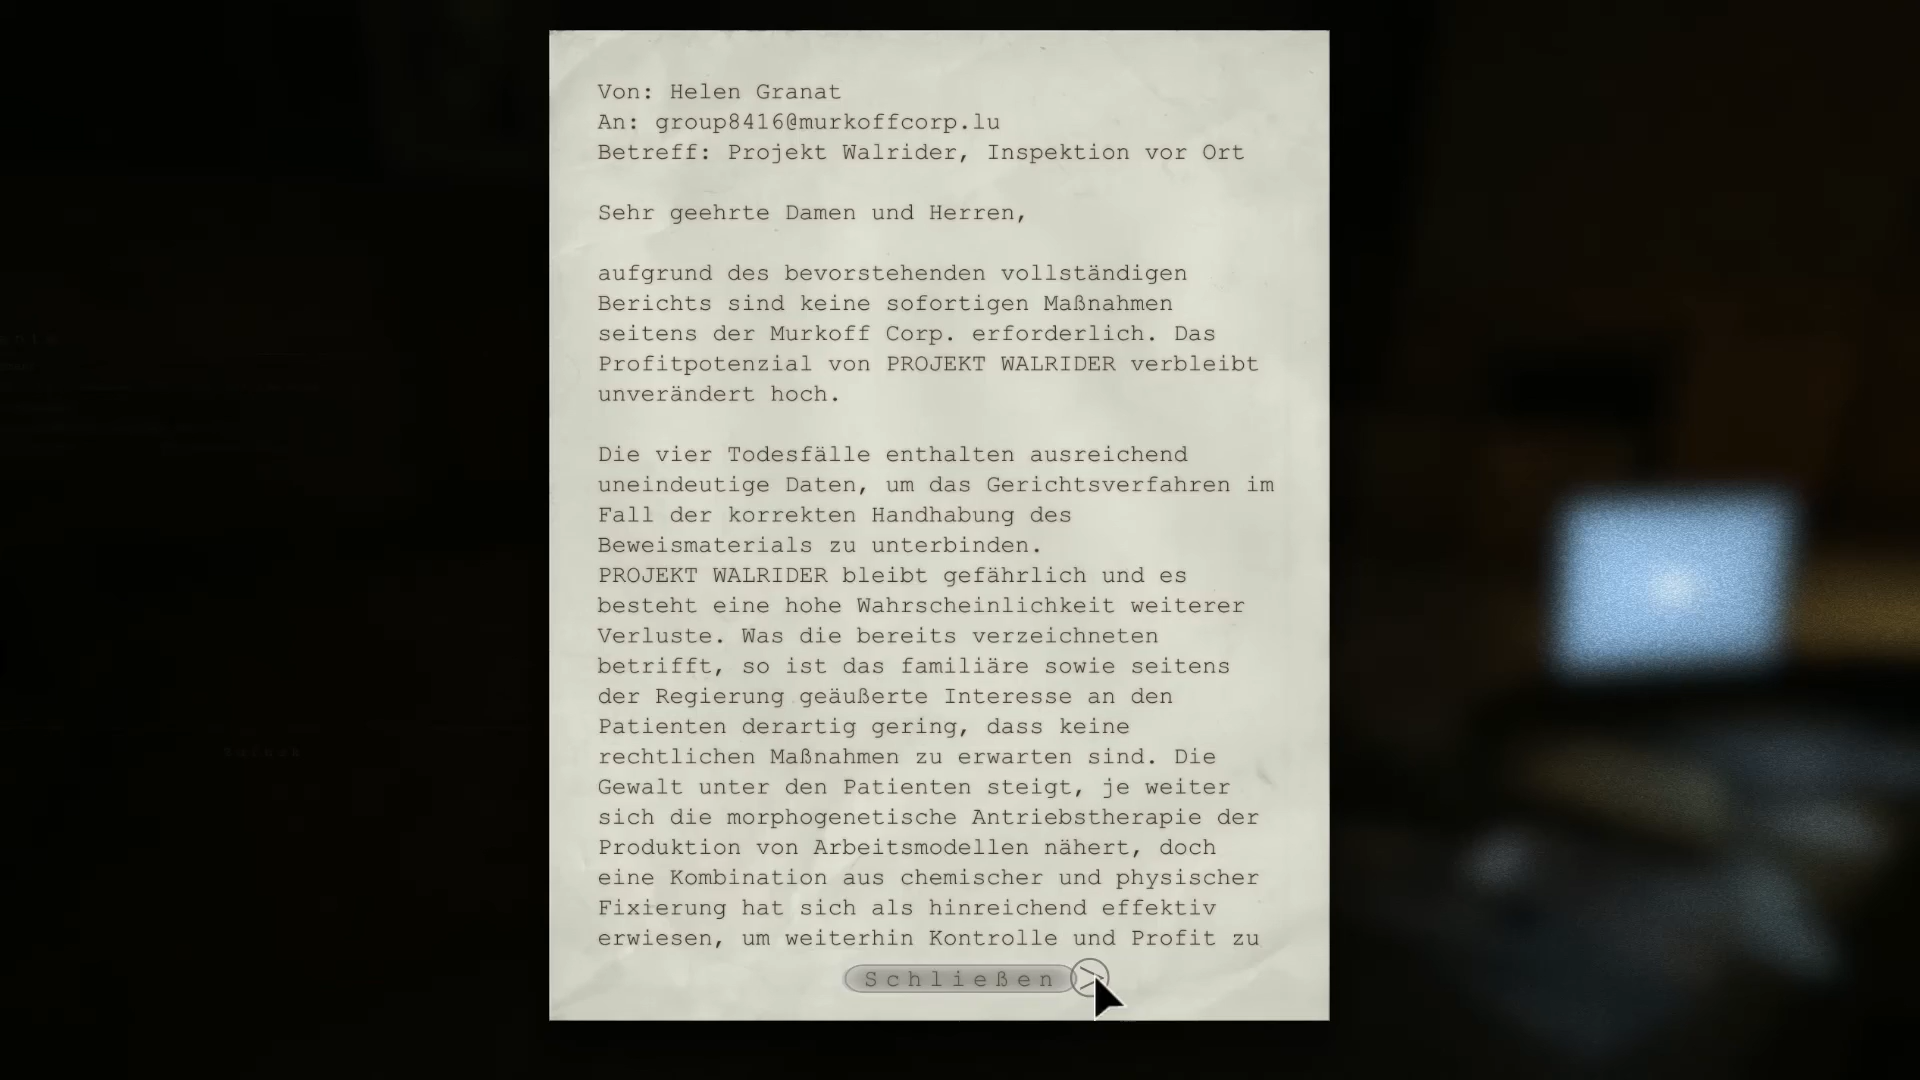 Von: Helen Granat
An: group8416@murkoffcorp.lu
Betreff: Projekt Walrider, Inspektion vor Ort
Sehr geehrte Damen und Herren,
aufgrund des bevorstehenden vollständigen
Berichts sind keine sofortigen Maßnahmen
seitens der Murkoff Corp. erforderlich. Das
Profitpotenzial von PROJEKT WALRIDER verbleibt
unverändert hoch.
Die vier Todesfälle enthalten ausreichend
uneindeutige Daten, um das Gerichtsverfahren im
Fall der korrekten Handhabung des
Beweismaterials zu unterbinden.
PROJEKT WALRIDER bleibt gefährlich und es
besteht eine hohe Wahrscheinlichkeit weiterer
Verluste. Was die bereits verzeichneten
betrifft, so ist das familiäre sowie seitens
der Regierung geäußerte Interesse an den
Patienten derartig gering, dass keine
rechtlichen Maßnahmen zu erwarten sind. Die
Gewalt unter den Patienten steigt, je weiter
sich die morphogenetische Antriebstherapie der
Produktion von Arbeitsmodellen nähert, doch
eine Kombination aus chemischer und physischer
Fixierung hat sich als hinreichend effektiv
erwiesen, um weiterhin Kontrolle und Profit zu
Schließen >